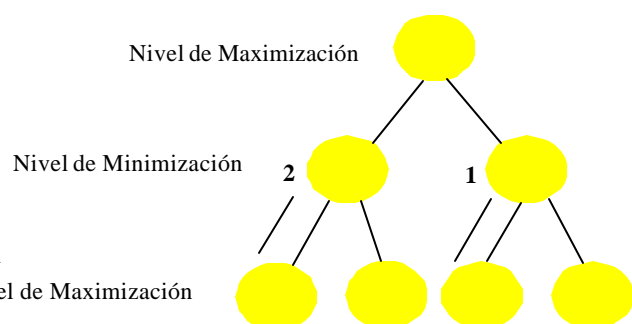 Nivel de Maximización
Nivel de Minimización
2
1
el de Maximización